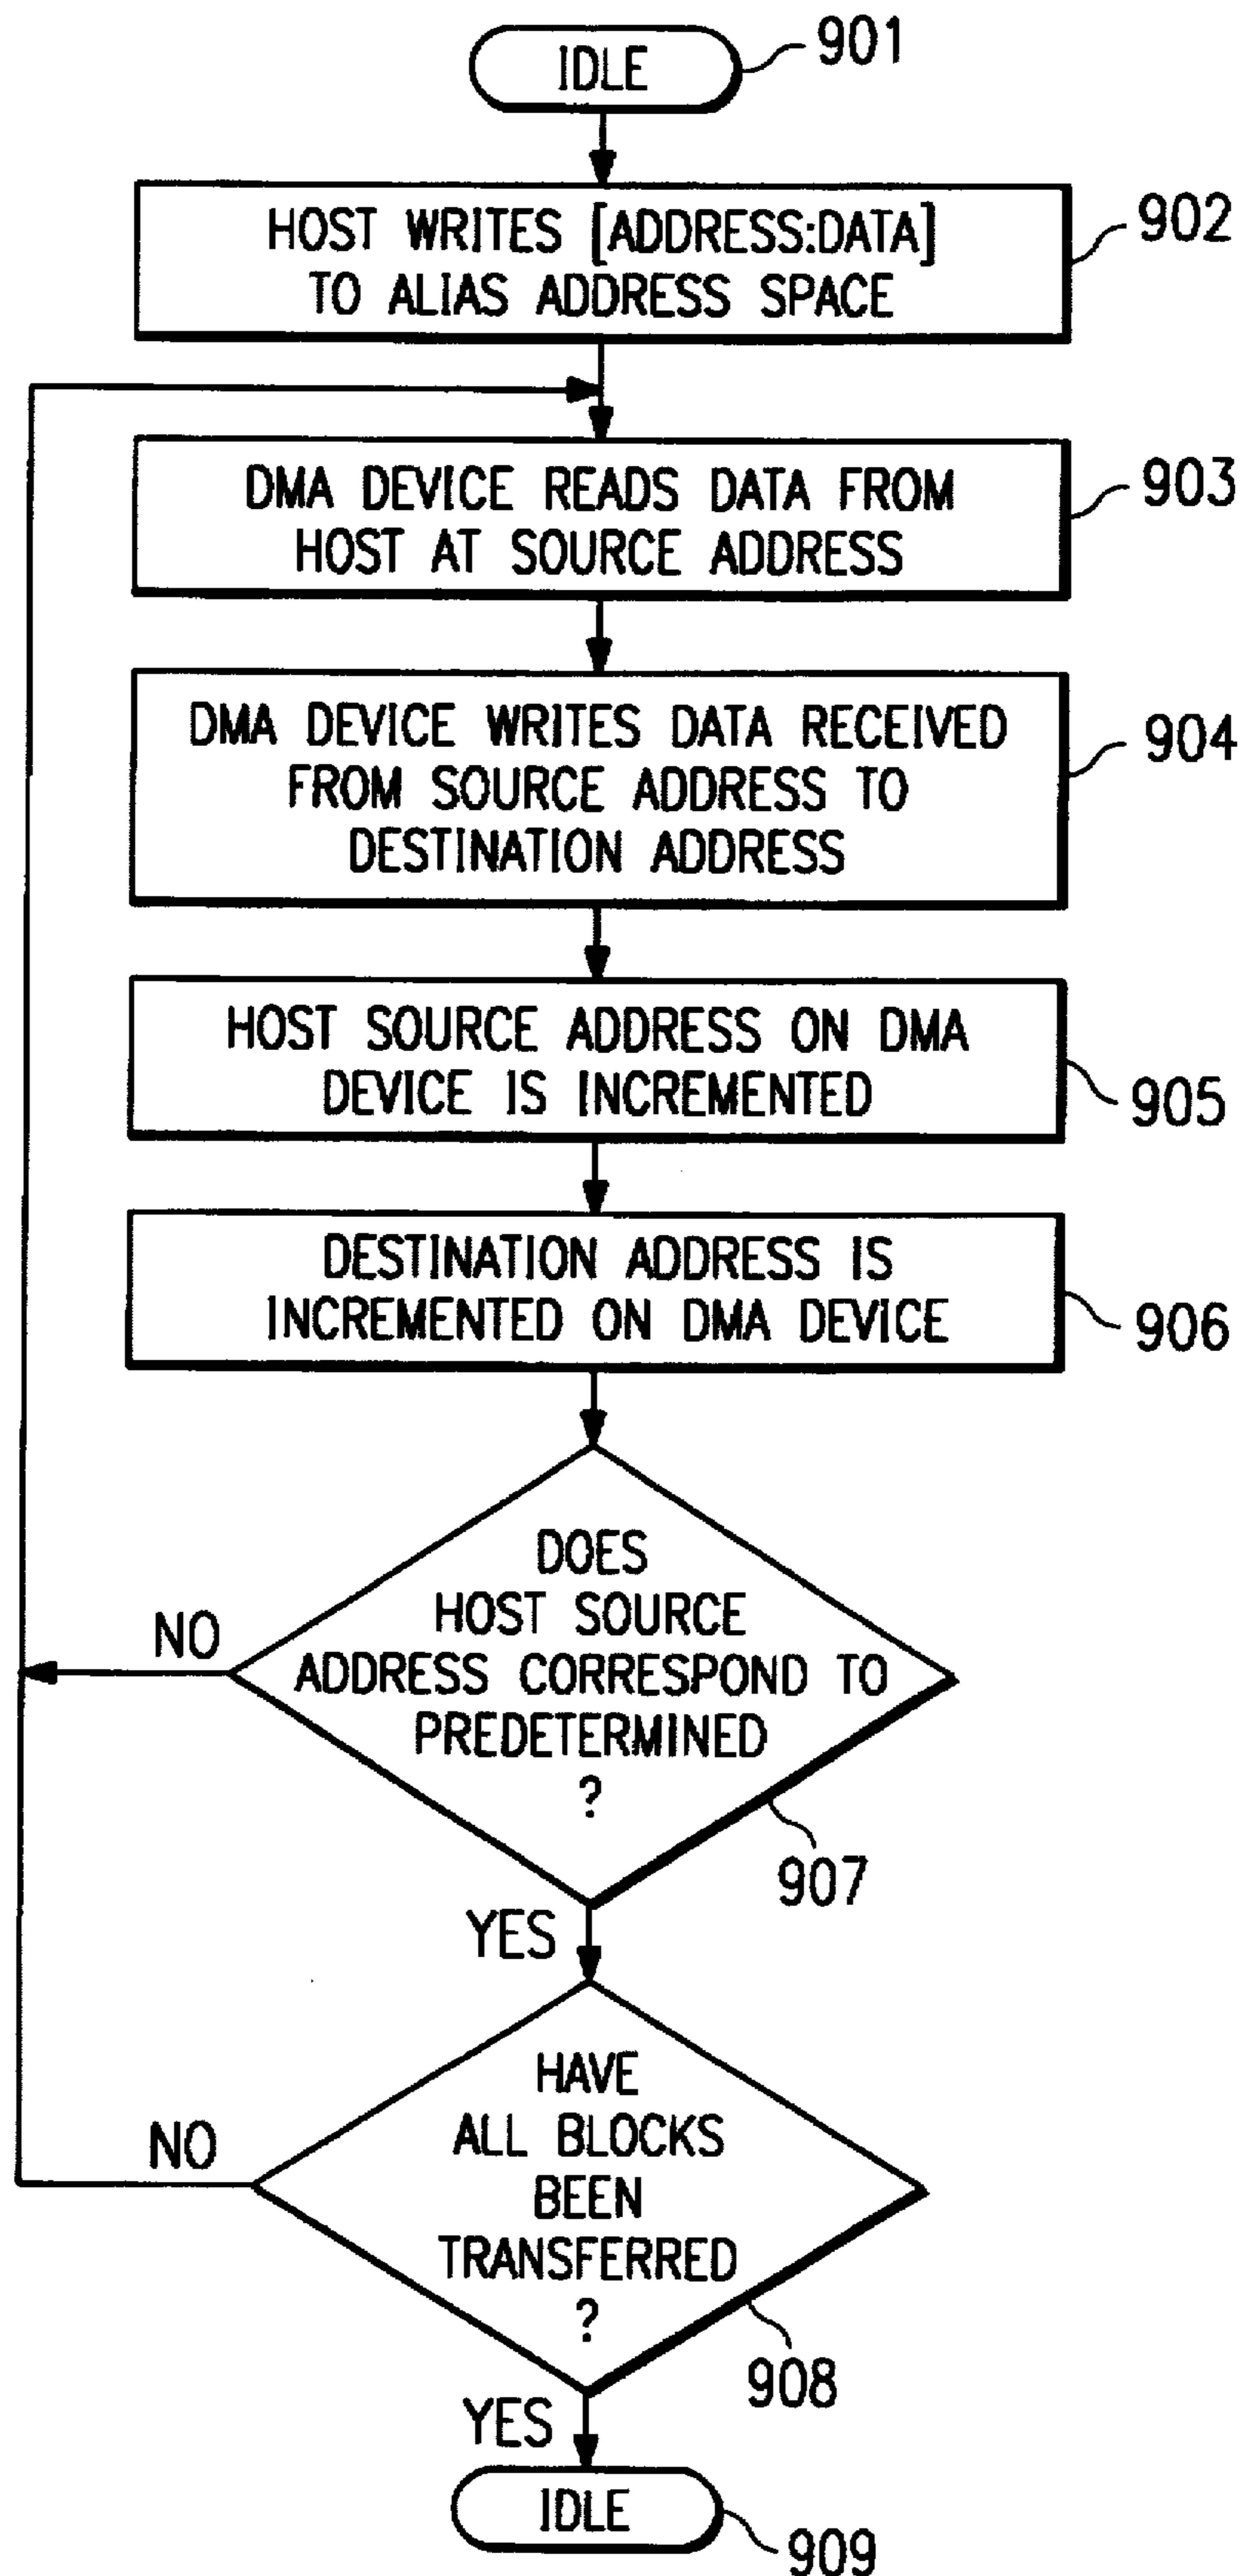 IDLE
901
HOST WRITES [ADDRESS:DATA]
TO ALIAS ADDRESS SPACE
902
DMA DEVICE READS DATA FROM
HOST AT SOURCE ADDRESS
903
DMA DEVICE WRITES DATA RECEIVED
FROM SOURCE ADDRESS TO
DESTINATION ADDRESS
904
HOST SOURCE ADDRESS ON DMA
DEVICE IS INCREMENTED
905
DESTINATION ADDRESS IS
INCREMENTED ON DMA DEVICE
906
DOES
HOST SOURCE
ADDRESS CORRESPOND TO
PREDETERMINED
?
NO
907
YES
HAVE
ALL BLOCKS
BEEN
TRANSFERRED
?
NO
908
YES
IDLE
909